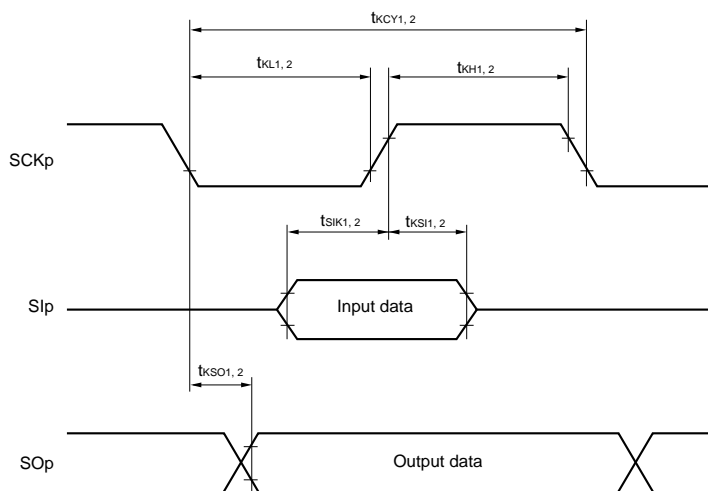 tKCY1, 2
tKL1, 2
tKH1, 2
SCKp
tSIK1, 2
tKSI1, 2
SIp
Input data
tKSO1, 2
SOp
Output data